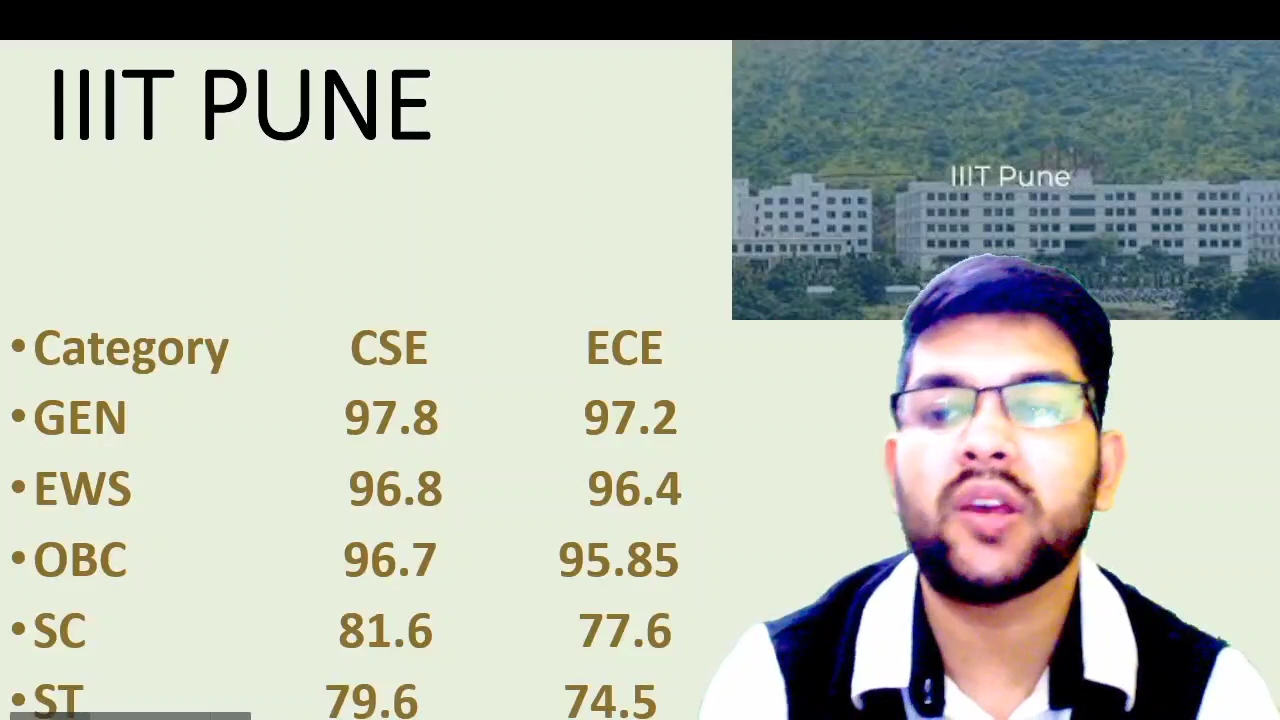 IIIT PUNE
IIIT Pune
• Category CSE ECE
• GEN 97.8 97.2
• EWS 96.8 96.4
• OBC 96.7 95.85
• SC 81.6 77.6
• ST 79.6 74.5